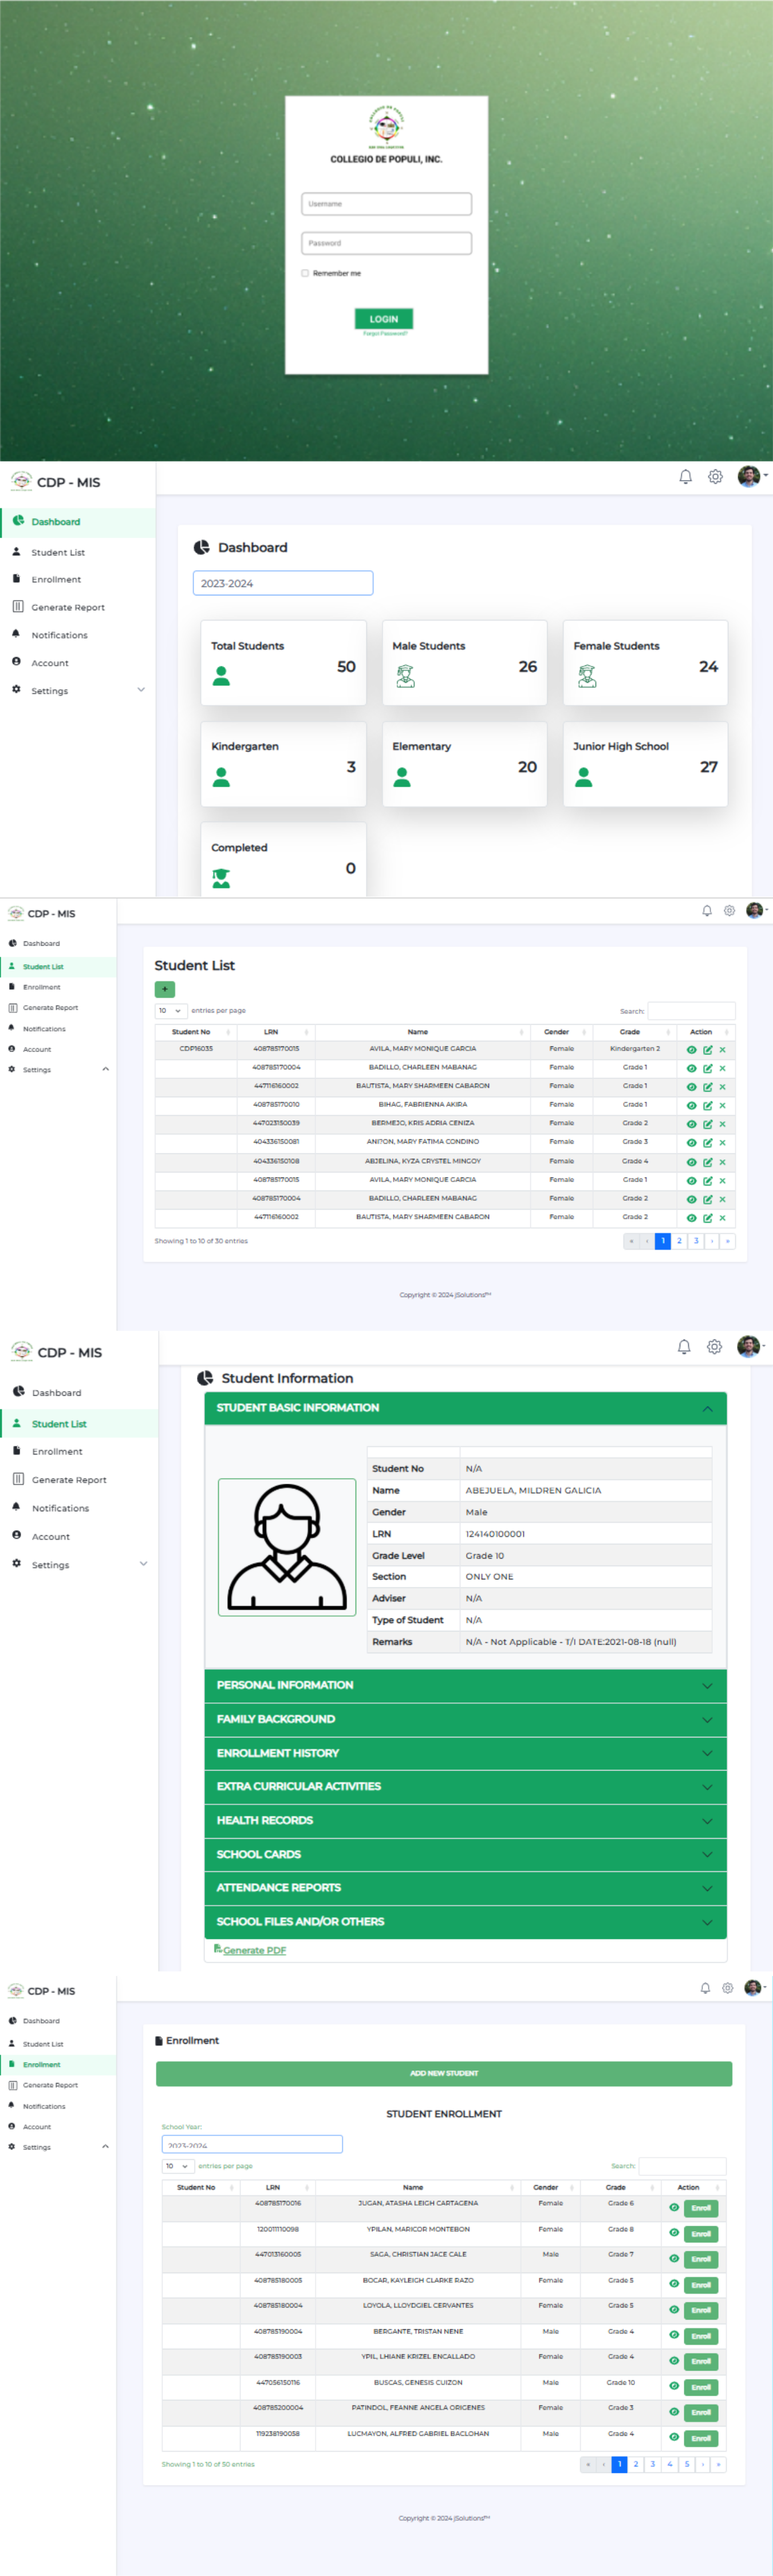 COLLEGIO DE POPULI, INC.
Username
Password
Remember me
LOGIN
Forgot Password?
CDP - MIS
Dashboard
Student List
Enrollment
Generate Report
Notifications
Account
Settings
Dashboard
2023-2024
Total Students 50
Male Students 26
Female Students 24
Kindergarten 3
Elementary 20
Junior High School 27
Completed 0
CDP - MIS
Dashboard
Student List
Enrollment
Generate Report
Notifications
Account
Settings
Student List
+
10 entries per page Search:
Student No LRN Name Gender Grade Action
CDP16035 408785170015 AVILA, MARY MONIQUE GARCIA Female Kindergarten 2
408785170004 BADILLO, CHARLEEN MABANAG Female Grade 1
447116160002 BAUTISTA, MARY SHARMEEN CABARON Female Grade 1
408785170010 BIHAG, FABRIENNA AKIRA Female Grade 1
447023150039 BERMEJO, KRIS ADRIA CENIZA Female Grade 2
404336150081 ANI?ON, MARY FATIMA CONDINO Female Grade 3
404336150108 ABJELINA, KYZA CRYSTEL MINGOY Female Grade 4
408785170015 AVILA, MARY MONIQUE GARCIA Female Grade 1
408785170004 BADILLO, CHARLEEN MABANAG Female Grade 2
447116160002 BAUTISTA, MARY SHARMEEN CABARON Female Grade 2
Showing 1 to 10 of 30 entries « ‹ 1 2 3 › »
Copyright © 2024 jSolutions™
CDP - MIS
Dashboard
Student List
Enrollment
Generate Report
Notifications
Account
Settings
Student Information
STUDENT BASIC INFORMATION
Student No N/A
Name ABEJUELA, MILDREN GALICIA
Gender Male
LRN 124140100001
Grade Level Grade 10
Section ONLY ONE
Adviser N/A
Type of Student N/A
Remarks N/A - Not Applicable - T/I DATE:2021-08-18 (null)
PERSONAL INFORMATION
FAMILY BACKGROUND
ENROLLMENT HISTORY
EXTRA CURRICULAR ACTIVITIES
HEALTH RECORDS
SCHOOL CARDS
ATTENDANCE REPORTS
SCHOOL FILES AND/OR OTHERS
Generate PDF
CDP - MIS
Dashboard
Student List
Enrollment
Generate Report
Notifications
Account
Settings
Enrollment
ADD NEW STUDENT
STUDENT ENROLLMENT
School Year:
2023-2024
10 entries per page Search:
Student No LRN Name Gender Grade Action
408785170016 JUGAN, ATASHA LEIGH CARTAGENA Female Grade 6 Enroll
120011110098 YPILAN, MARICOR MONTEBON Female Grade 8 Enroll
447013160005 SAGA, CHRISTIAN JACE CALE Male Grade 7 Enroll
408785180005 BOCAR, KAYLEIGH CLARKE RAZO Female Grade 5 Enroll
408785180004 LOYOLA, LLOYDGIEL CERVANTES Female Grade 5 Enroll
408785190004 BERGANTE, TRISTAN NENE Male Grade 4 Enroll
408785190003 YPIL, LHIANE KRIZEL ENCALLADO Female Grade 4 Enroll
447056150116 BUSCAS, GENESIS CUIZON Male Grade 10 Enroll
408785200004 PATINDOL, FEANNE ANGELA ORIGENES Female Grade 3 Enroll
119238190058 LUCMAYON, ALFRED GABRIEL BACLOHAN Male Grade 4 Enroll
Showing 1 to 10 of 50 entries « ‹ 1 2 3 4 5 › »
Copyright © 2024 jSolutions™